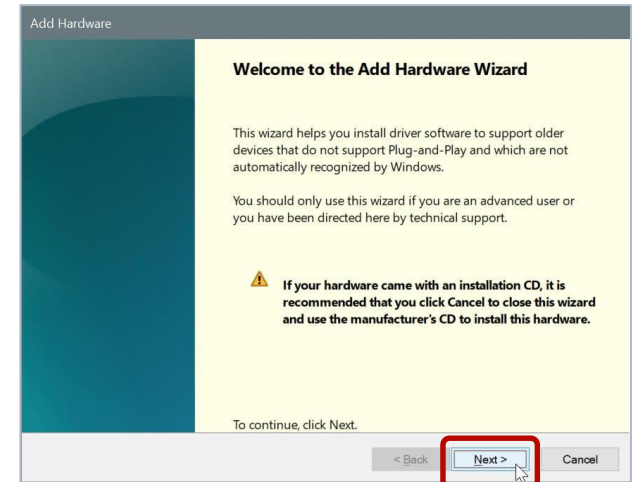 Add Hardware
Welcome to the Add Hardware Wizard
This wizard helps you install driver software to support older
devices that do not support Plug-and-Play and which are not
automatically recognized by Windows.
You should only use this wizard if you are an advanced user or
you have been directed here by technical support.
If your hardware came with an installation CD, it is
recommended that you click Cancel to close this wizard
and use the manufacturer's CD to install this hardware.
To continue, click Next.
< Back Next > Cancel